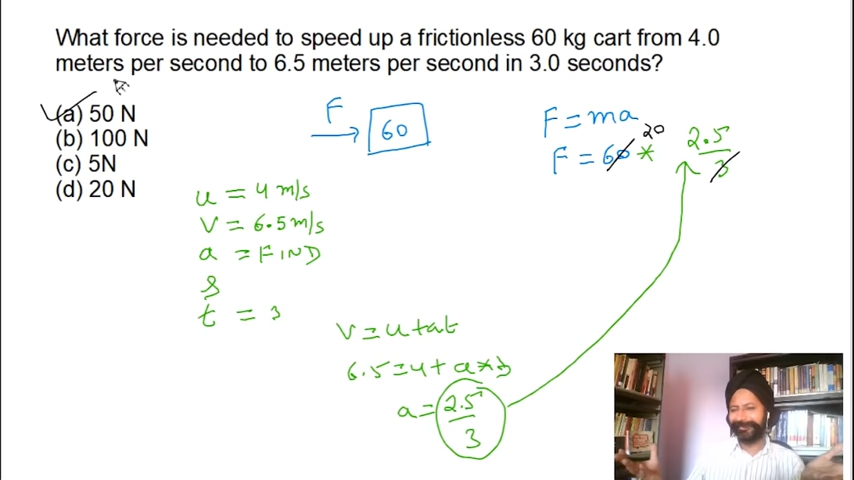 What force is needed to speed up a frictionless 60 kg cart from 4.0
meters per second to 6.5 meters per second in 3.0 seconds?
(a) 50 N
(b) 100 N
(c) 5N
(d) 20 N
F
60
F = ma
F = 60 * 2.5/3
20
u = 4 m/s
v = 6.5 m/s
a = FIND
s
t = 3
v = u + at
6.5 = 4 + a * 3
a = 2.5/3